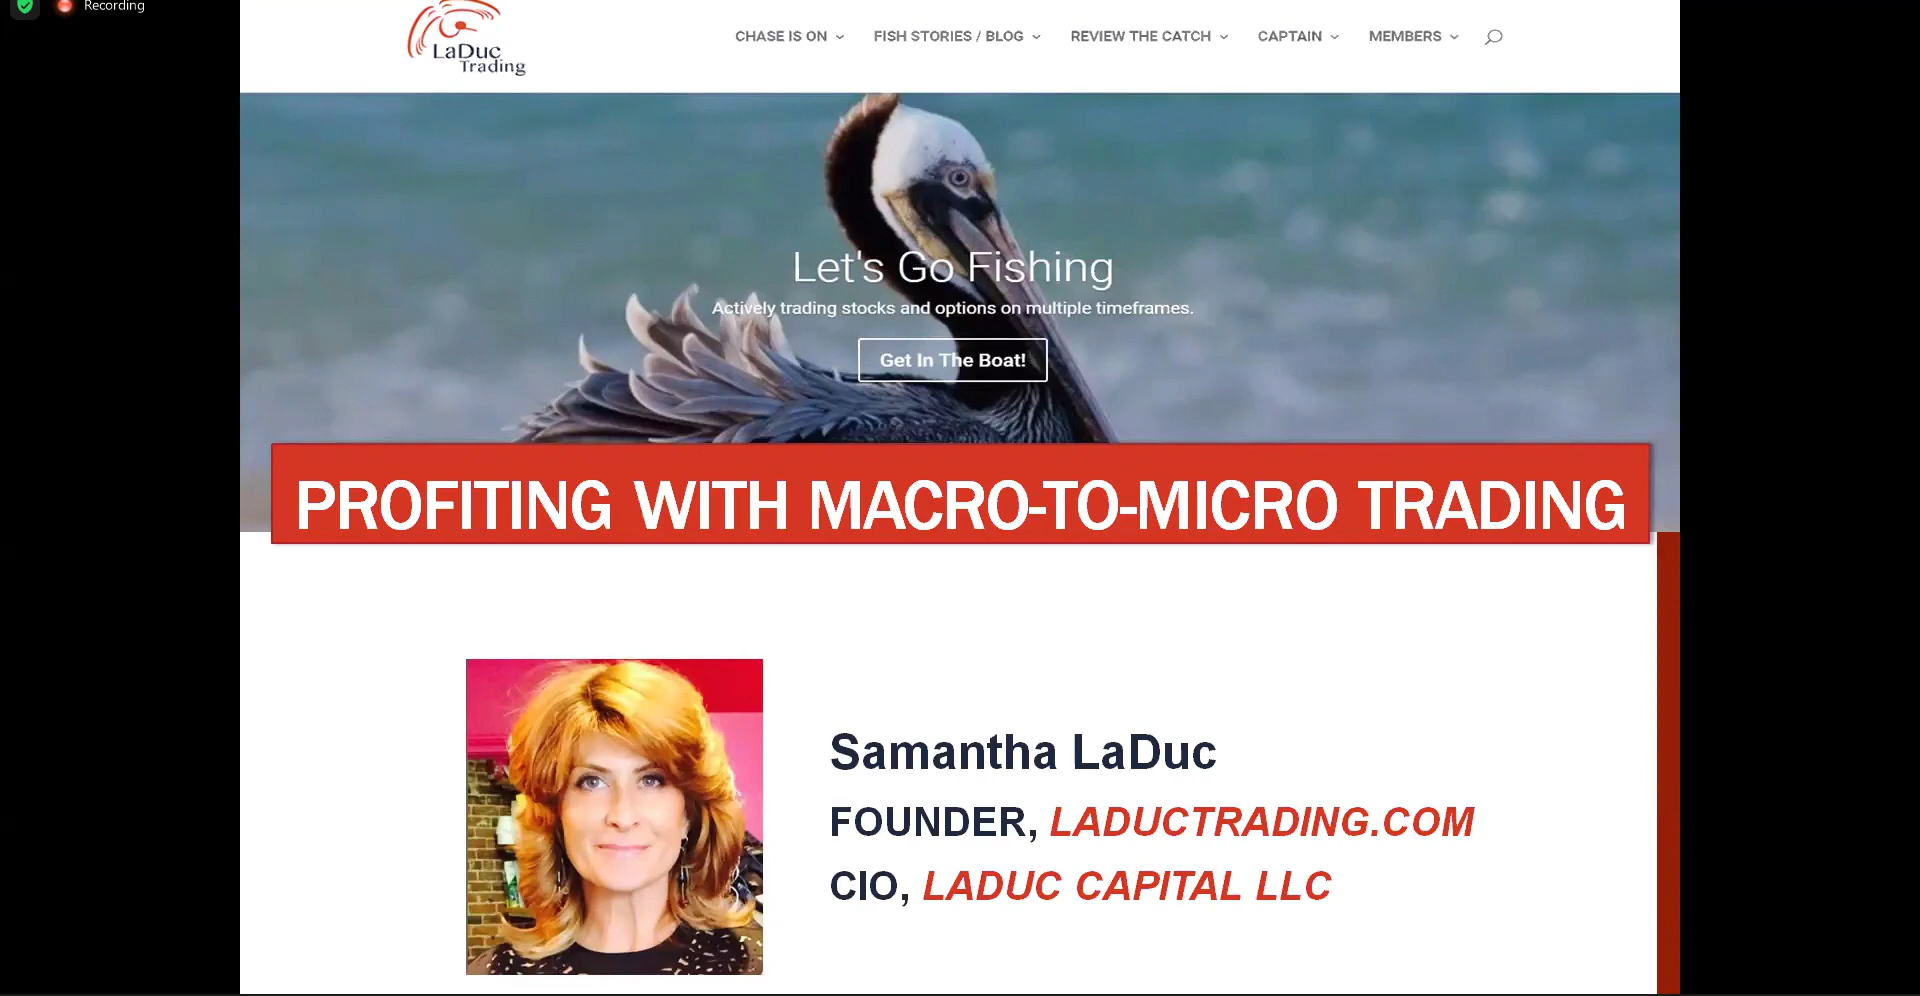 Recording
LaDuc
Trading
CHASE IS ON
FISH STORIES / BLOG
REVIEW THE CATCH
CAPTAIN
MEMBERS
Let's Go Fishing
Actively trading stocks and options on multiple timeframes.
Get In The Boat!
PROFITING WITH MACRO-TO-MICRO TRADING
Samantha LaDuc
FOUNDER, LADUCTRADING.COM
CIO, LADUC CAPITAL LLC